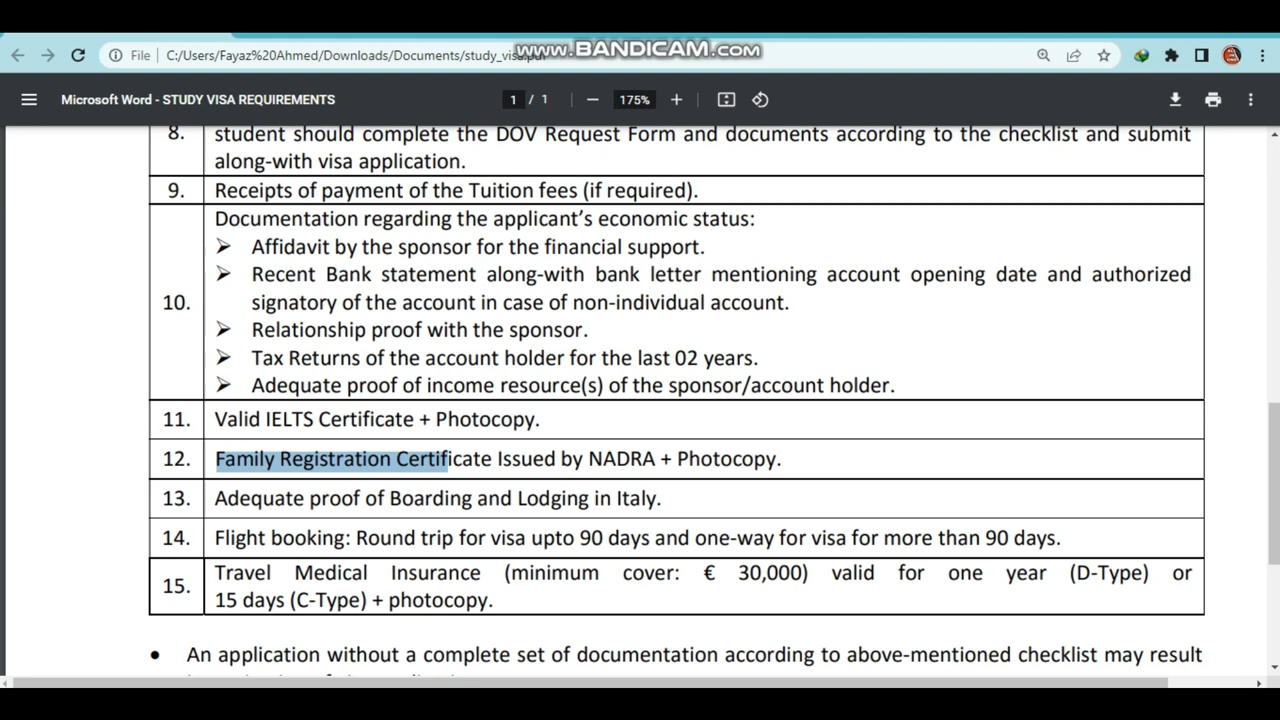 www.BANDICAM.com
File C:/Users/Fayaz%20Ahmed/Downloads/Documents/study_visa.pdf
Microsoft Word - STUDY VISA REQUIREMENTS 1 / 1 175%
8. student should complete the DOV Request Form and documents according to the checklist and submit
along-with visa application.
9. Receipts of payment of the Tuition fees (if required).
Documentation regarding the applicant’s economic status:
➢ Affidavit by the sponsor for the financial support.
➢ Recent Bank statement along-with bank letter mentioning account opening date and authorized
10. signatory of the account in case of non-individual account.
➢ Relationship proof with the sponsor.
➢ Tax Returns of the account holder for the last 02 years.
➢ Adequate proof of income resource(s) of the sponsor/account holder.
11. Valid IELTS Certificate + Photocopy.
12. Family Registration Certificate Issued by NADRA + Photocopy.
13. Adequate proof of Boarding and Lodging in Italy.
14. Flight booking: Round trip for visa upto 90 days and one-way for visa for more than 90 days.
15. Travel Medical Insurance (minimum cover: € 30,000) valid for one year (D-Type) or
15 days (C-Type) + photocopy.
• An application without a complete set of documentation according to above-mentioned checklist may result